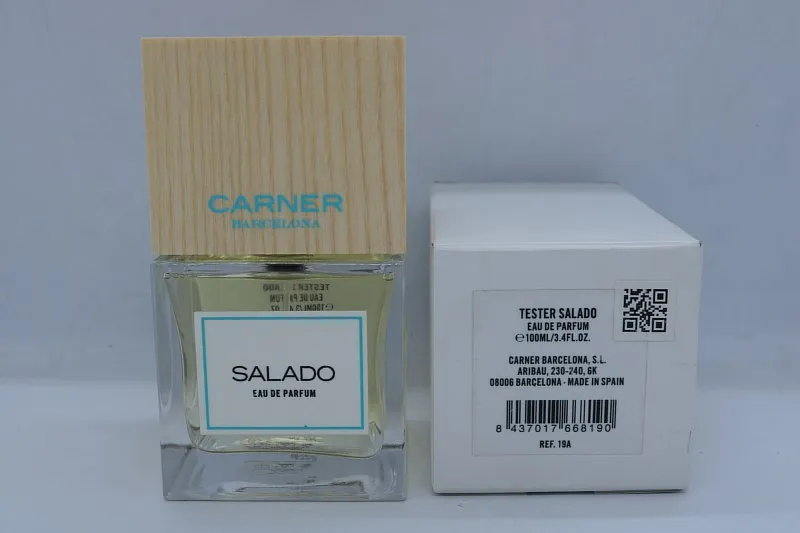 CARNER
BARCELONA
SALADO
EAU DE PARFUM
TESTER SALADO
EAU DE PARFUM
℮100ML/3.4FL.OZ.
CARNER BARCELONA, S.L.
ARIBAU, 230-240, 6K
08006 BARCELONA · MADE IN SPAIN
8 437017 668190
REF. 19A